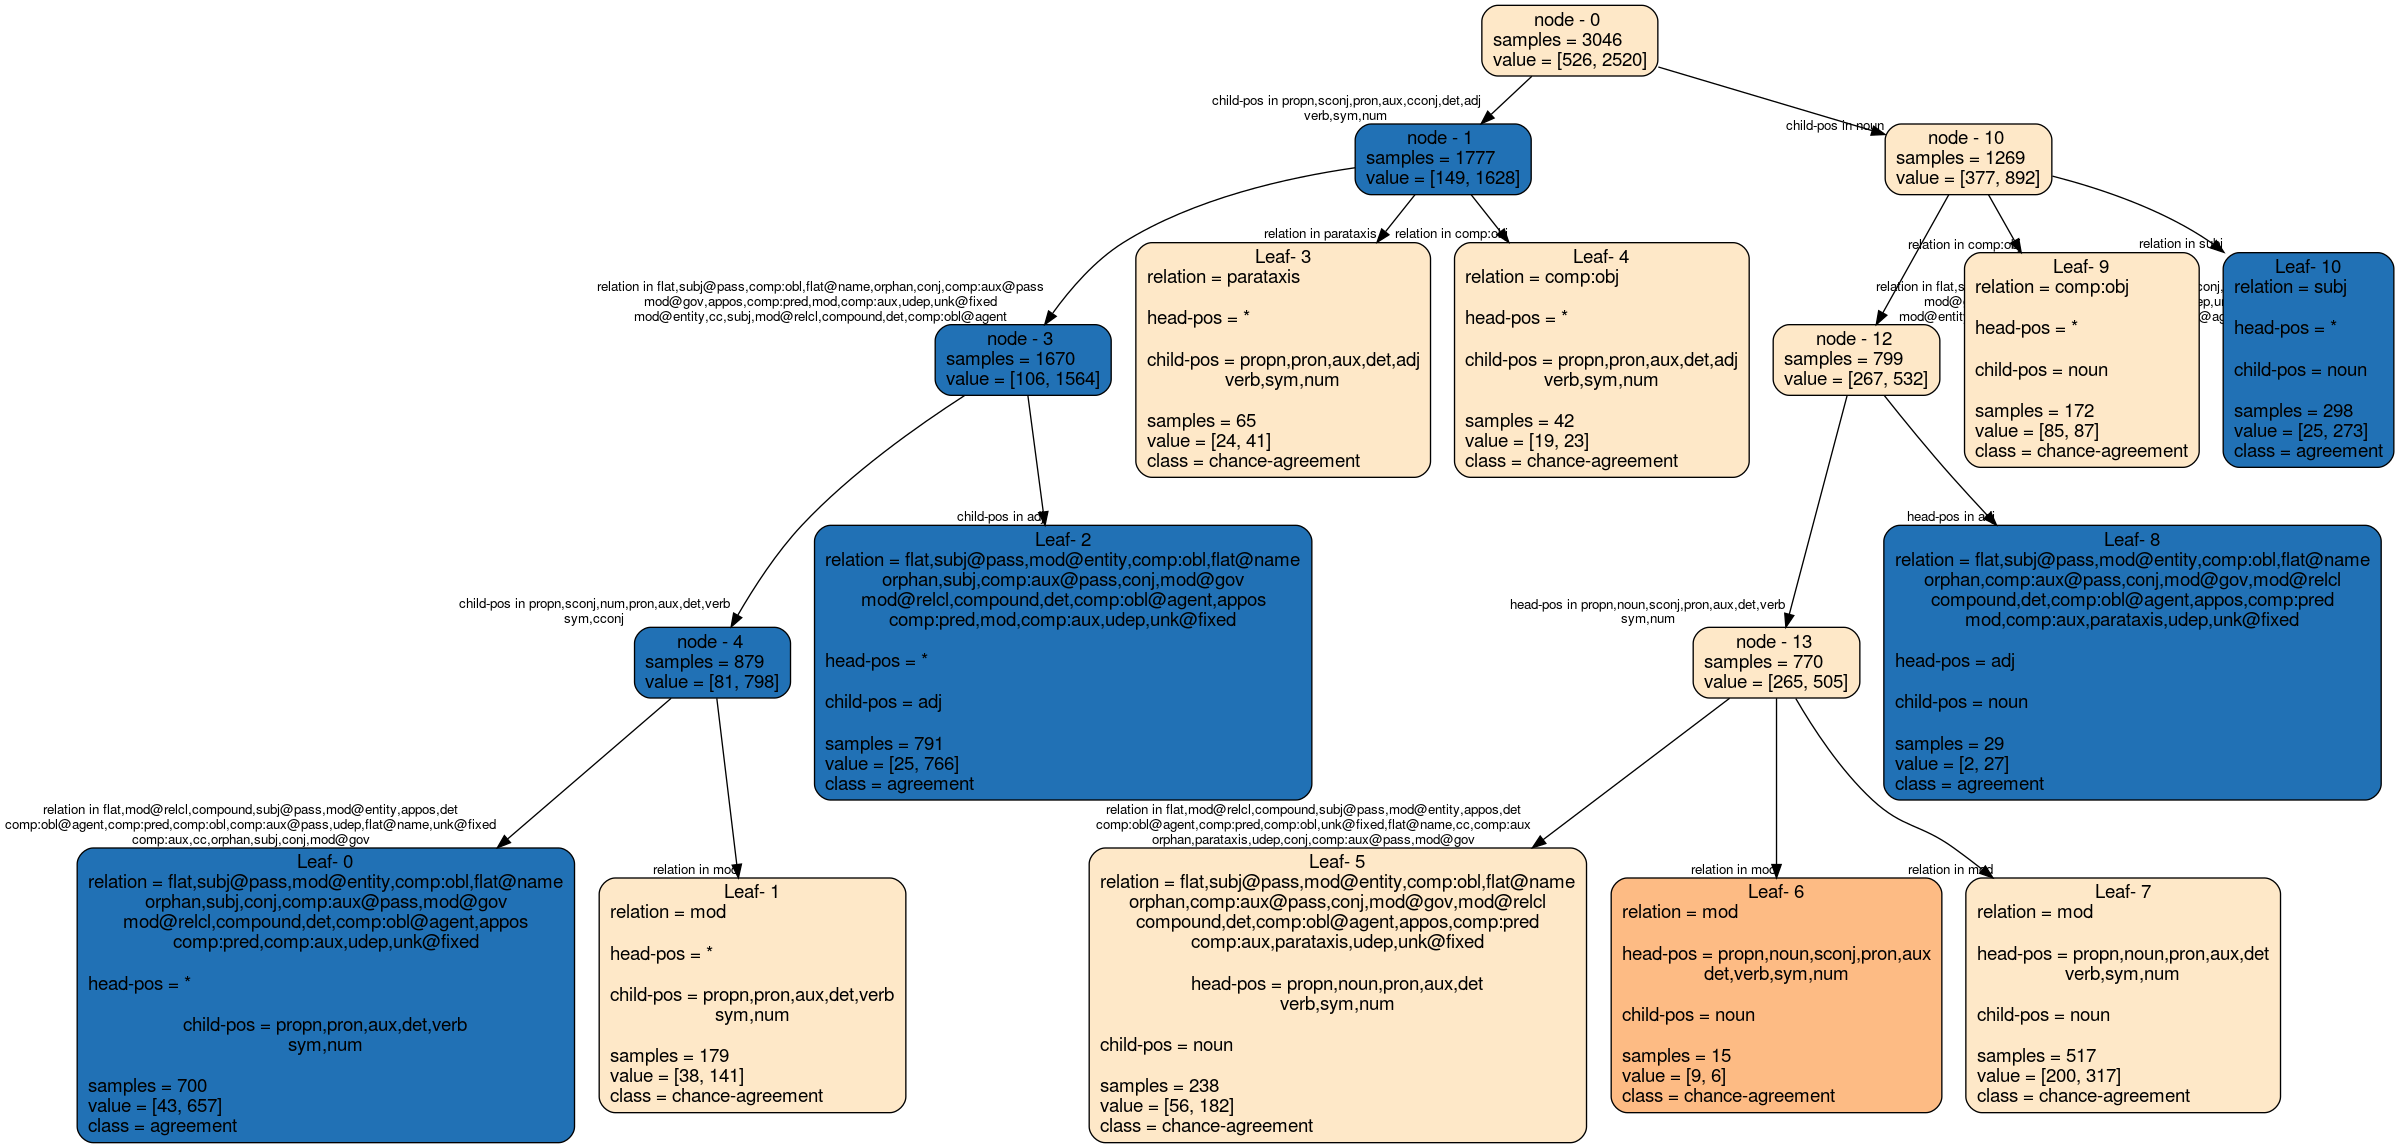 node - 0
samples = 3046
value = [526, 2520]
child-pos in propn,sconj,pron,aux,cconj,det,adj
verb,sym,num
child-pos in noun
node - 1
samples = 1777
value = [149, 1628]
node - 10
samples = 1269
value = [377, 892]
relation in flat,subj@pass,comp:obl,flat@name,orphan,conj,comp:aux@pass
mod@gov,appos,comp:pred,mod,comp:aux,udep,unk@fixed
mod@entity,cc,subj,mod@relcl,compound,det,comp:obl@agent
relation in parataxis
relation in comp:obj
relation in comp:obj
relation in subj
relation in
node - 3
samples = 1670
value = [106, 1564]
Leaf- 3
relation = parataxis
head-pos = *
child-pos = propn,pron,aux,det,adj
verb,sym,num
samples = 65
value = [24, 41]
class = chance-agreement
Leaf- 4
relation = comp:obj
head-pos = *
child-pos = propn,pron,aux,det,adj
verb,sym,num
samples = 42
value = [19, 23]
class = chance-agreement
node - 12
samples = 799
value = [267, 532]
Leaf- 9
relation = comp:obj
head-pos = *
child-pos = noun
samples = 172
value = [85, 87]
class = chance-agreement
Leaf- 10
relation = subj
head-pos = *
child-pos = noun
samples = 298
value = [25, 273]
class = agreement
child-pos in propn,sconj,num,pron,aux,det,verb
sym,cconj
child-pos in adj
head-pos in propn,noun,sconj,pron,aux,det,verb
sym,num
head-pos in adj
node - 4
samples = 879
value = [81, 798]
Leaf- 2
relation = flat,subj@pass,mod@entity,comp:obl,flat@name
orphan,subj,comp:aux@pass,conj,mod@gov
mod@relcl,compound,det,comp:obl@agent,appos
comp:pred,mod,comp:aux,udep,unk@fixed
head-pos = *
child-pos = adj
samples = 791
value = [25, 766]
class = agreement
node - 13
samples = 770
value = [265, 505]
Leaf- 8
relation = flat,subj@pass,mod@entity,comp:obl,flat@name
orphan,comp:aux@pass,conj,mod@gov,mod@relcl
compound,det,comp:obl@agent,appos,comp:pred
mod,comp:aux,parataxis,udep,unk@fixed
head-pos = adj
child-pos = noun
samples = 29
value = [2, 27]
class = agreement
relation in flat,mod@relcl,compound,subj@pass,mod@entity,appos,det
comp:obl@agent,comp:pred,comp:obl,comp:aux@pass,udep,flat@name,unk@fixed
comp:aux,cc,orphan,subj,conj,mod@gov
relation in mod
relation in flat,mod@relcl,compound,subj@pass,mod@entity,appos,det
comp:obl@agent,comp:pred,comp:obl,unk@fixed,flat@name,cc,comp:aux
orphan,parataxis,udep,conj,comp:aux@pass,mod@gov
relation in mod
relation in mod
Leaf- 0
relation = flat,subj@pass,mod@entity,comp:obl,flat@name
orphan,subj,conj,comp:aux@pass,mod@gov
mod@relcl,compound,det,comp:obl@agent,appos
comp:pred,comp:aux,udep,unk@fixed
head-pos = *
child-pos = propn,pron,aux,det,verb
sym,num
samples = 700
value = [43, 657]
class = agreement
Leaf- 1
relation = mod
head-pos = *
child-pos = propn,pron,aux,det,verb
sym,num
samples = 179
value = [38, 141]
class = chance-agreement
Leaf- 5
relation = flat,subj@pass,mod@entity,comp:obl,flat@name
orphan,comp:aux@pass,conj,mod@gov,mod@relcl
compound,det,comp:obl@agent,appos,comp:pred
comp:aux,parataxis,udep,unk@fixed
head-pos = propn,noun,pron,aux,det
verb,sym,num
child-pos = noun
samples = 238
value = [56, 182]
class = chance-agreement
Leaf- 6
relation = mod
head-pos = propn,noun,sconj,pron,aux
det,verb,sym,num
child-pos = noun
samples = 15
value = [9, 6]
class = chance-agreement
Leaf- 7
relation = mod
head-pos = propn,noun,pron,aux,det
verb,sym,num
child-pos = noun
samples = 517
value = [200, 317]
class = chance-agreement